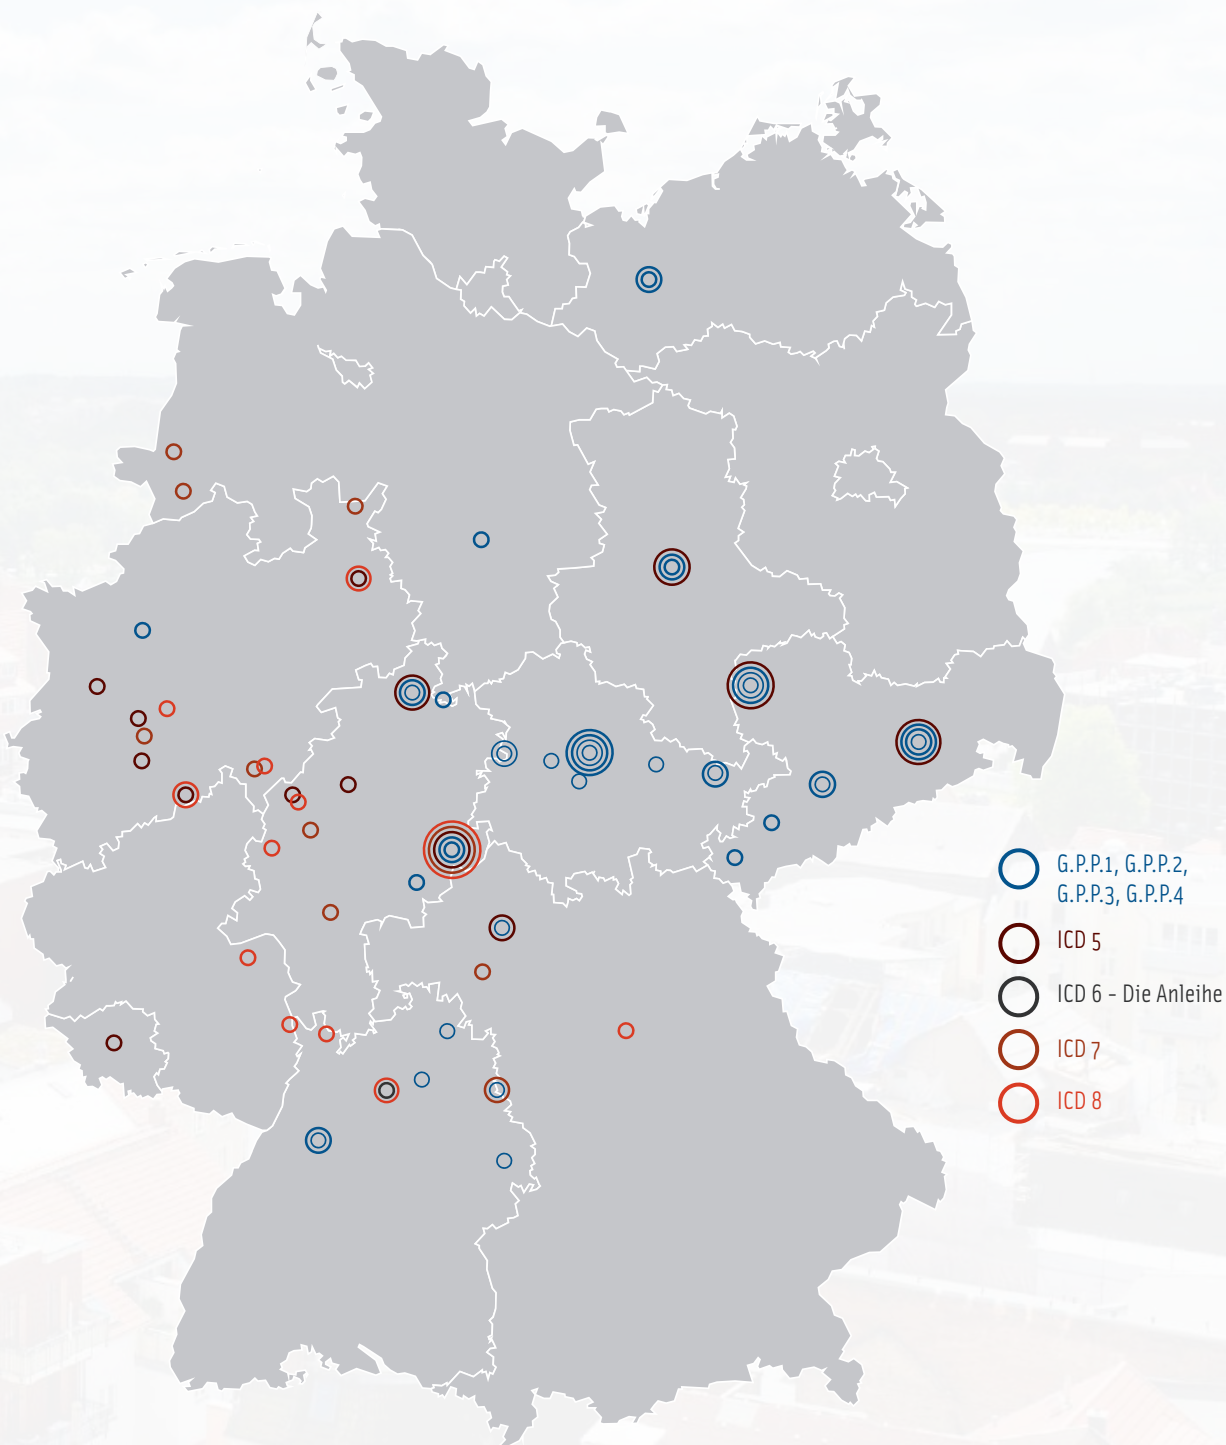 G.P.P.1, G.P.P.2,
G.P.P.3, G.P.P.4
ICD 5
ICD 6 - Die Anleihe
ICD 7
ICD 8